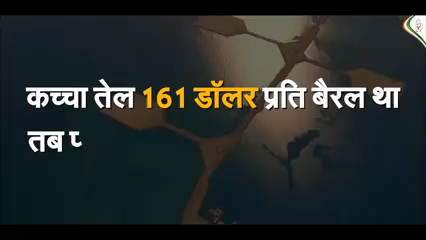 कच्चा तेल 161 डॉलर प्रति बैरल था
तब